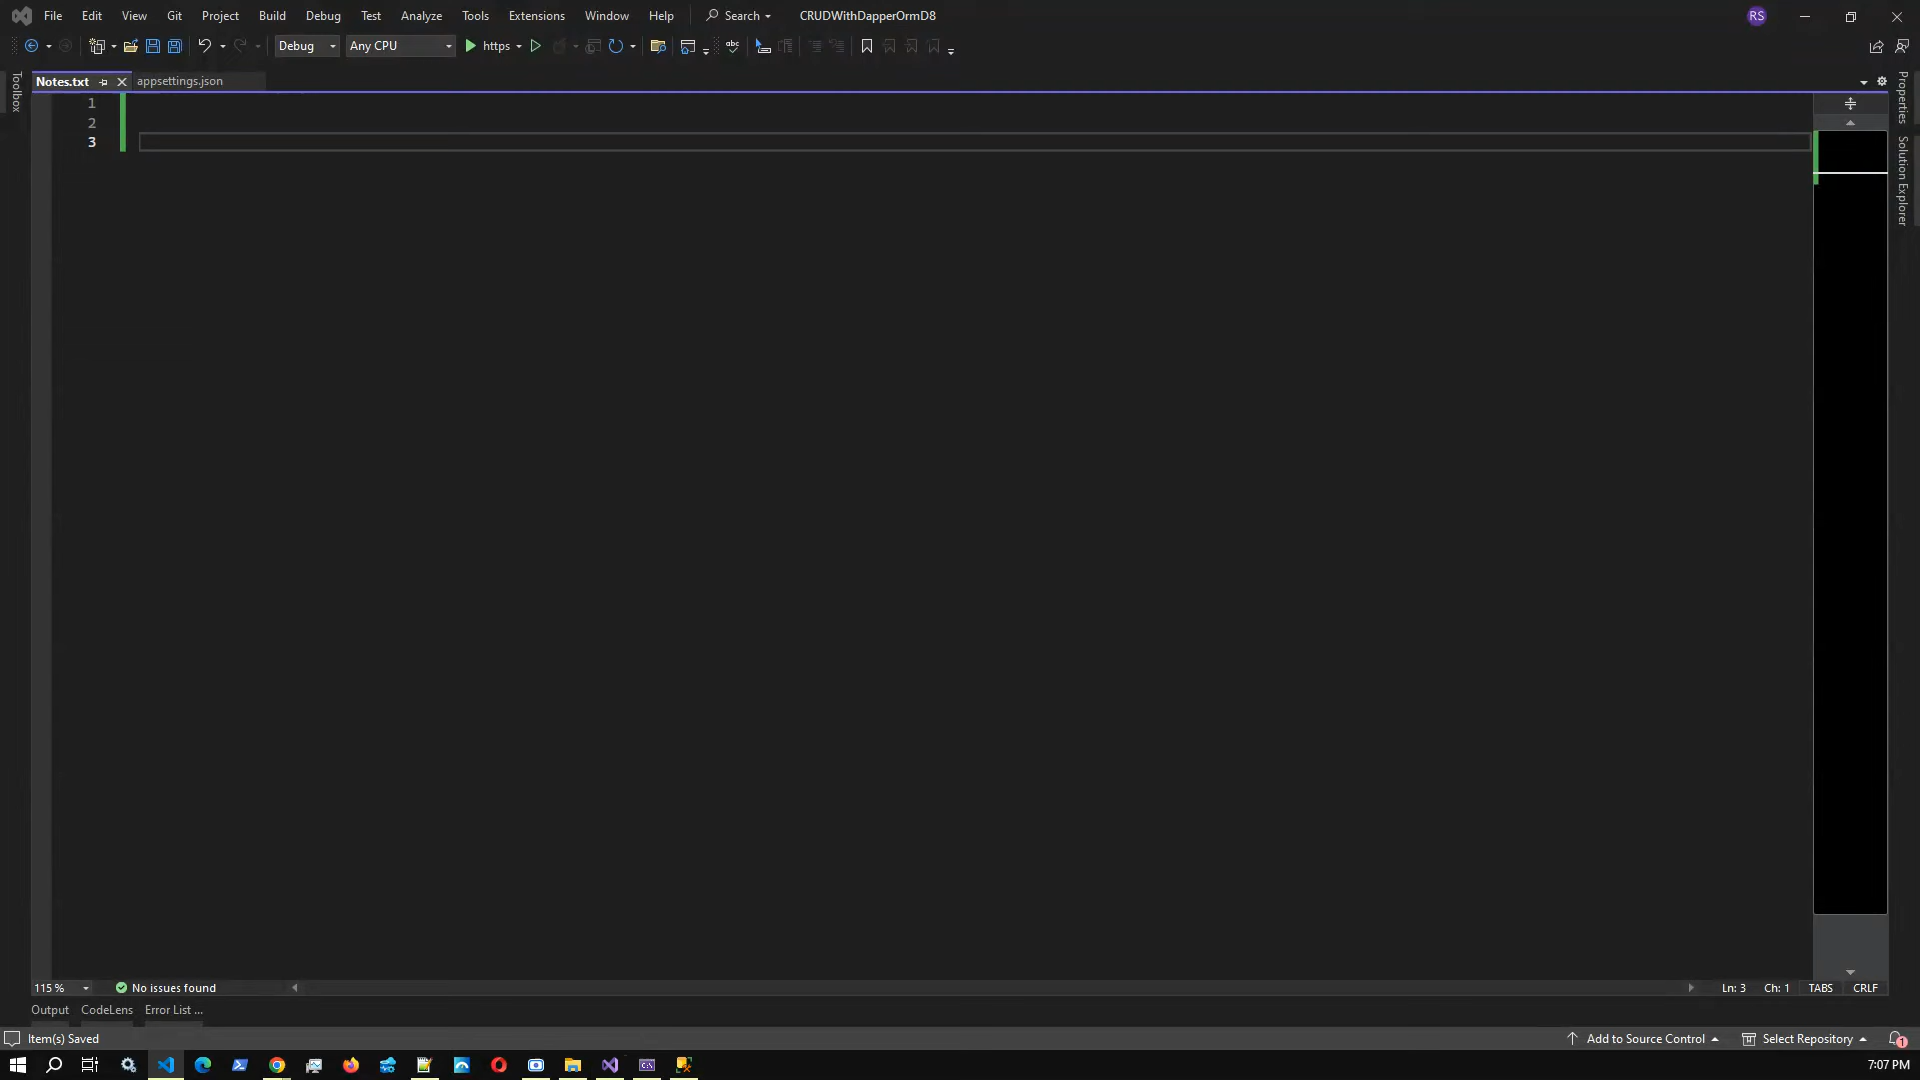 File Edit View Git Project Build Debug Test Analyze Tools Extensions Window Help Search CRUDWithDapperOrmD8 RS
Debug Any CPU https abc
Notes.txt appsettings.json
Toolbox
Properties
Solution Explorer
1
2
3
115 % No issues found Ln: 3 Ch: 1 TABS CRLF
Output CodeLens Error List ...
Item(s) Saved Add to Source Control Select Repository 1
7:07 PM